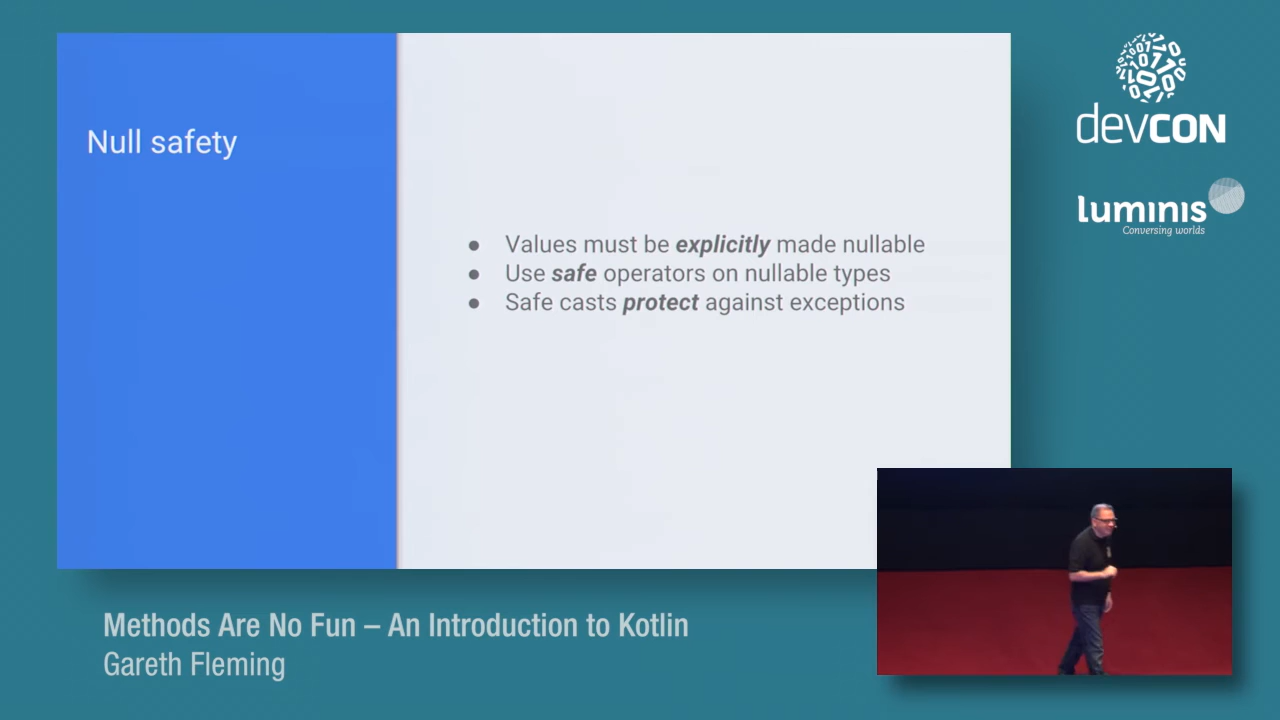 Null safety
● Values must be explicitly made nullable
● Use safe operators on nullable types
● Safe casts protect against exceptions
devCON
luminis
Conversing worlds
Methods Are No Fun – An Introduction to Kotlin
Gareth Fleming